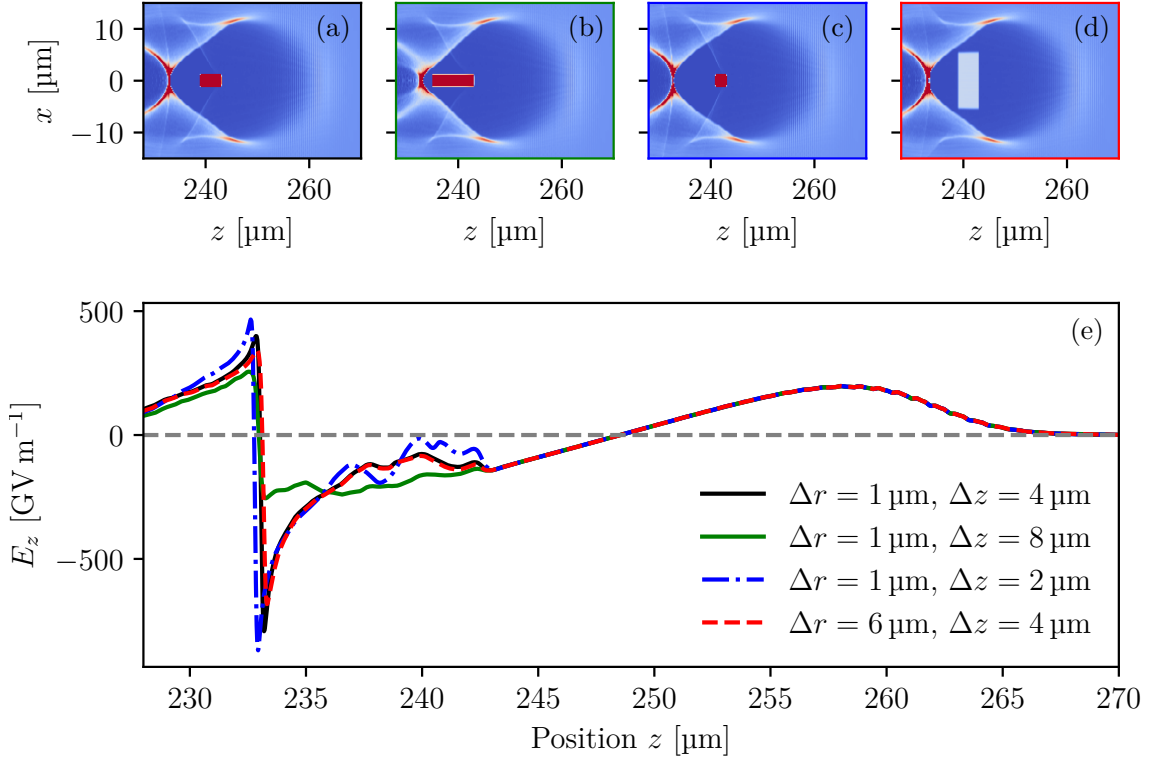 (a) (b) (c) (d)
x [µm]
10
0
−10
240 260 240 260 240 260 240 260
z [µm] z [µm] z [µm] z [µm]
(e)
E_z [GV m⁻¹]
500
0
−500
Δr = 1 µm, Δz = 4 µm
Δr = 1 µm, Δz = 8 µm
Δr = 1 µm, Δz = 2 µm
Δr = 6 µm, Δz = 4 µm
230 235 240 245 250 255 260 265 270
Position z [µm]